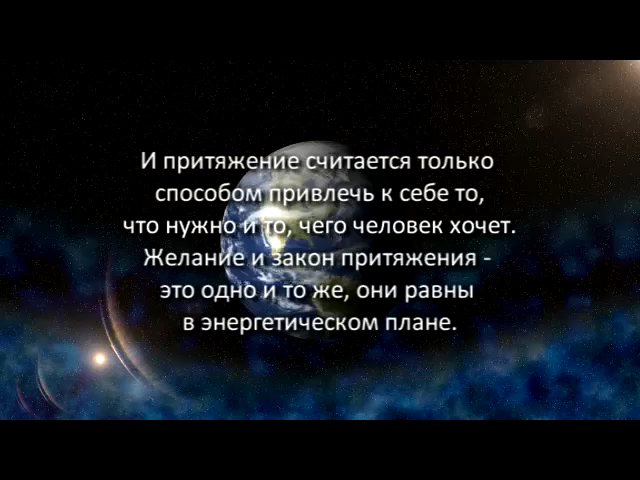 И притяжение считается только
способом привлечь к себе то,
что нужно и то, чего человек хочет.
Желание и закон притяжения -
это одно и то же, они равны
в энергетическом плане.